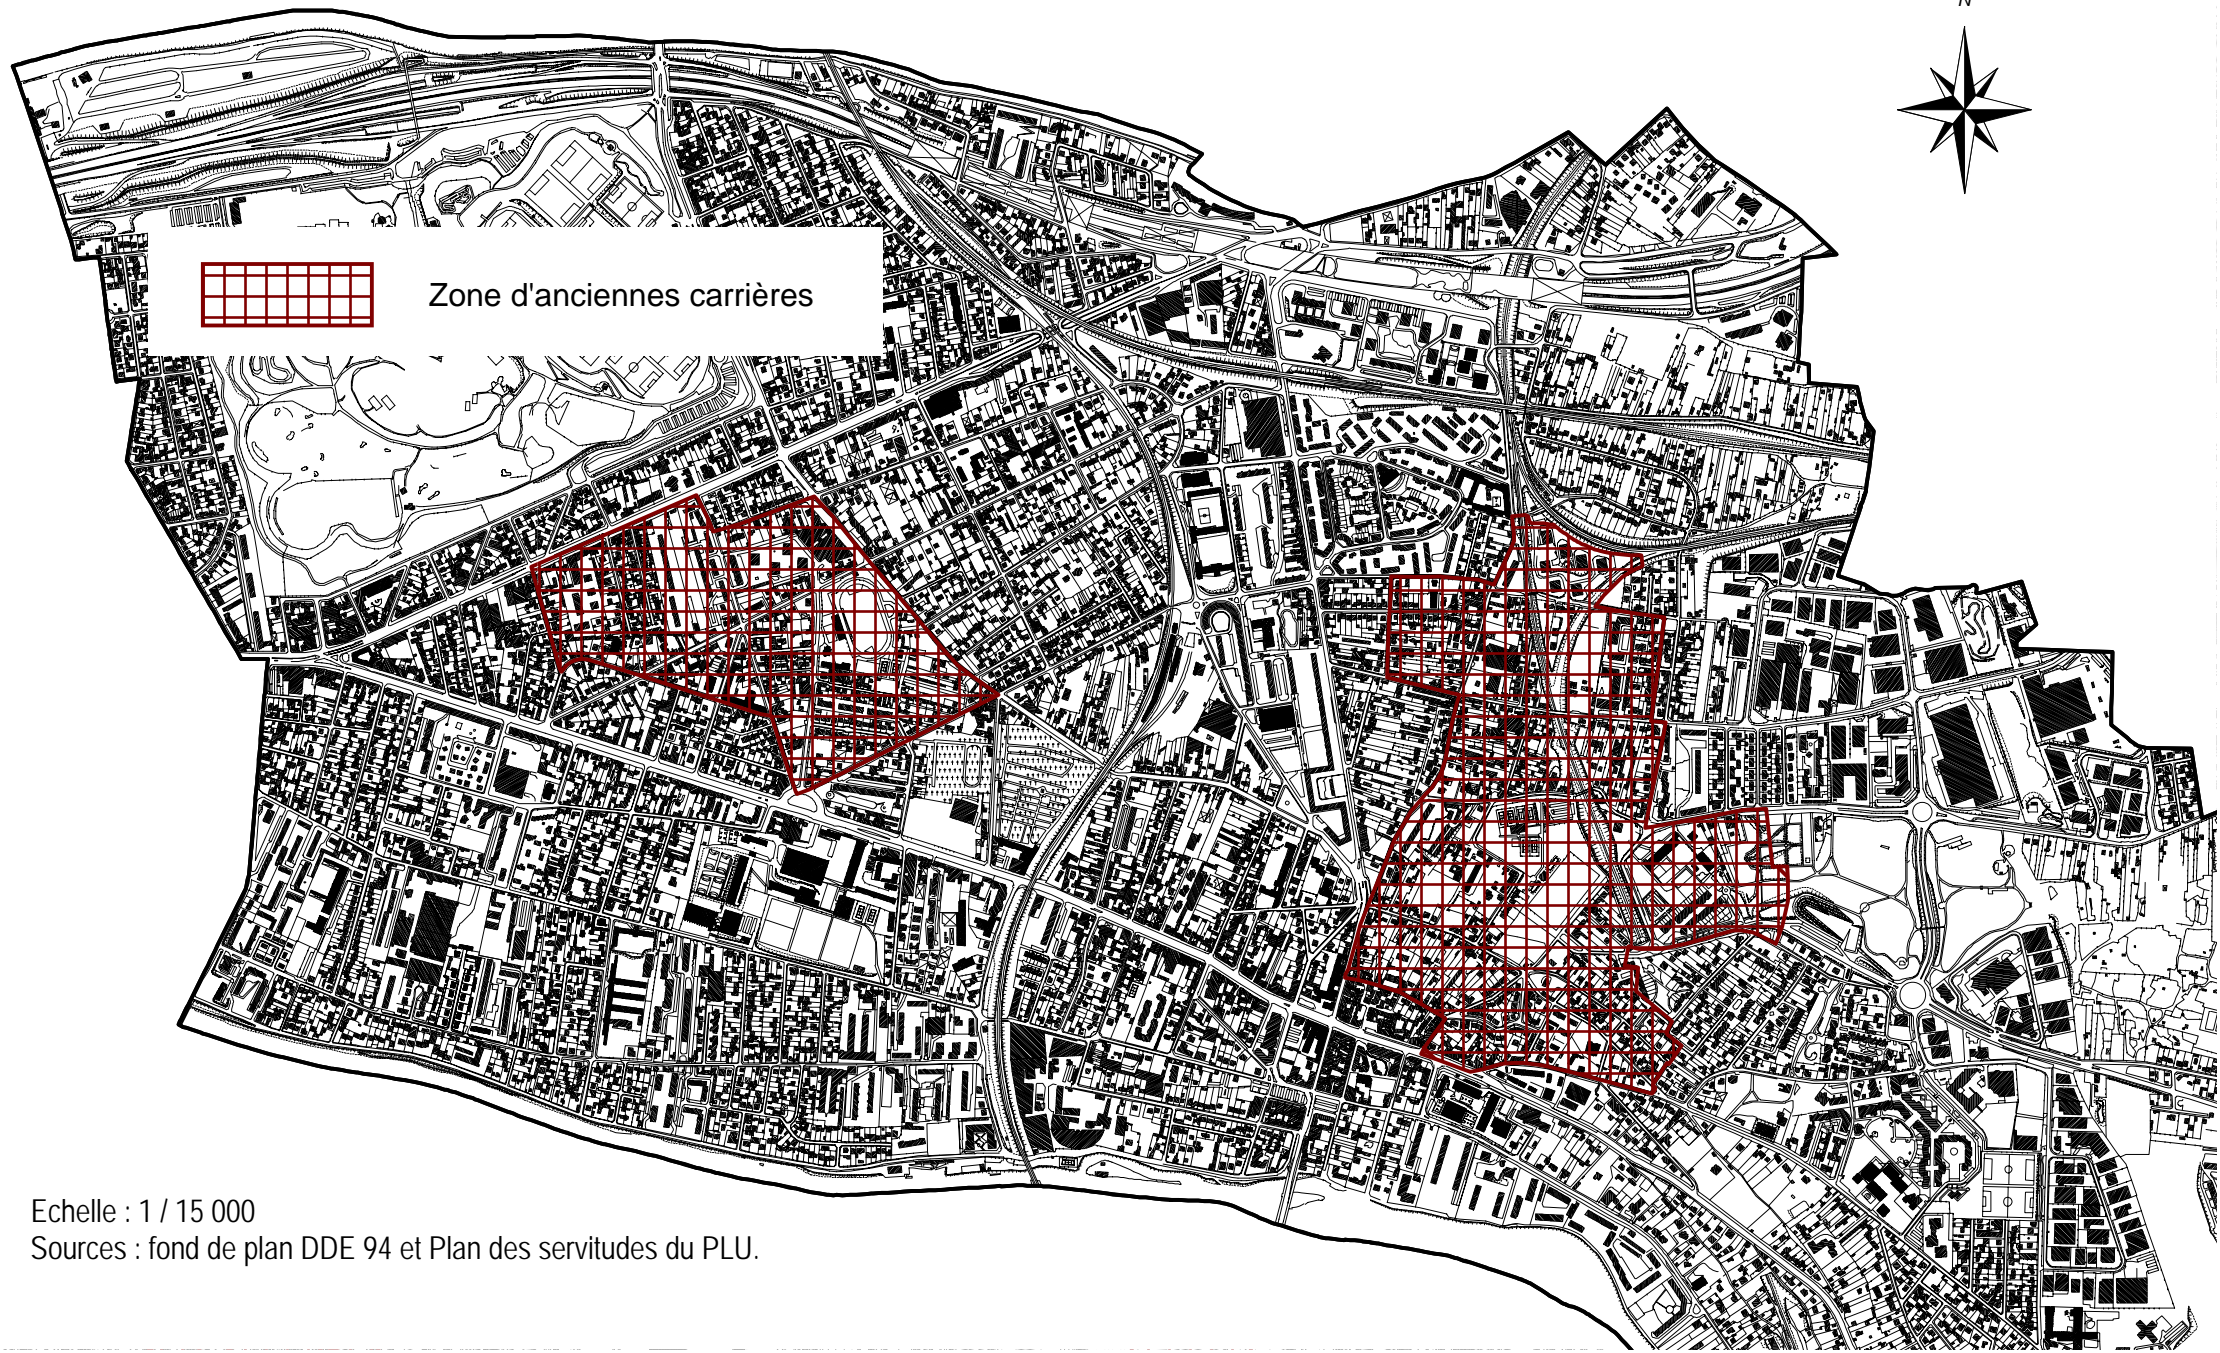 N
Zone d'anciennes carrières
Echelle : 1 / 15 000
Sources : fond de plan DDE 94 et Plan des servitudes du PLU.